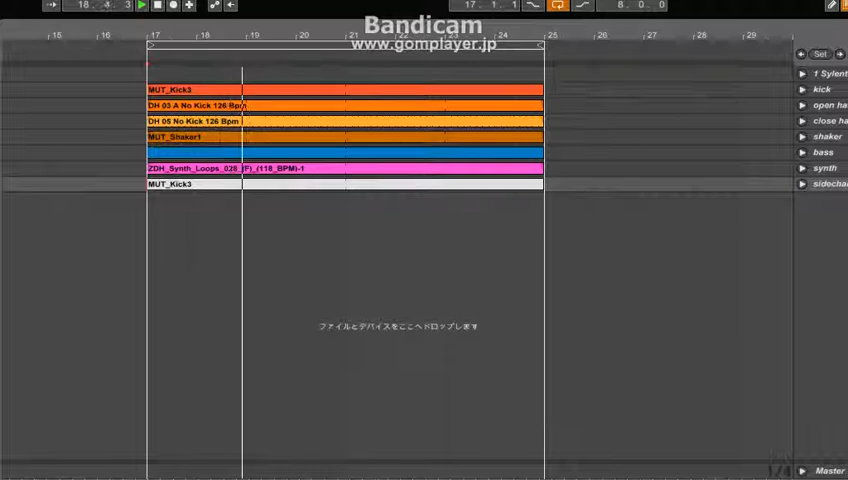 18. 4. 3
17. 1. 1
8. 0. 0
Bandicam
www.gomplayer.jp
15 16 17 18 19 20 21 22 23 24 25 26 27 28 29
Set
1 Sylent
MUT_Kick3 kick
DH 03 A No Kick 126 Bpm open ha
DH 05 No Kick 126 Bpm close ha
MUT_Shaker1 shaker
bass
ZDH_Synth_Loops_028_(F)_(118_BPM)-1 synth
MUT_Kick3 sidecha
ファイルとデバイスをここへドロップします
1/4 Master